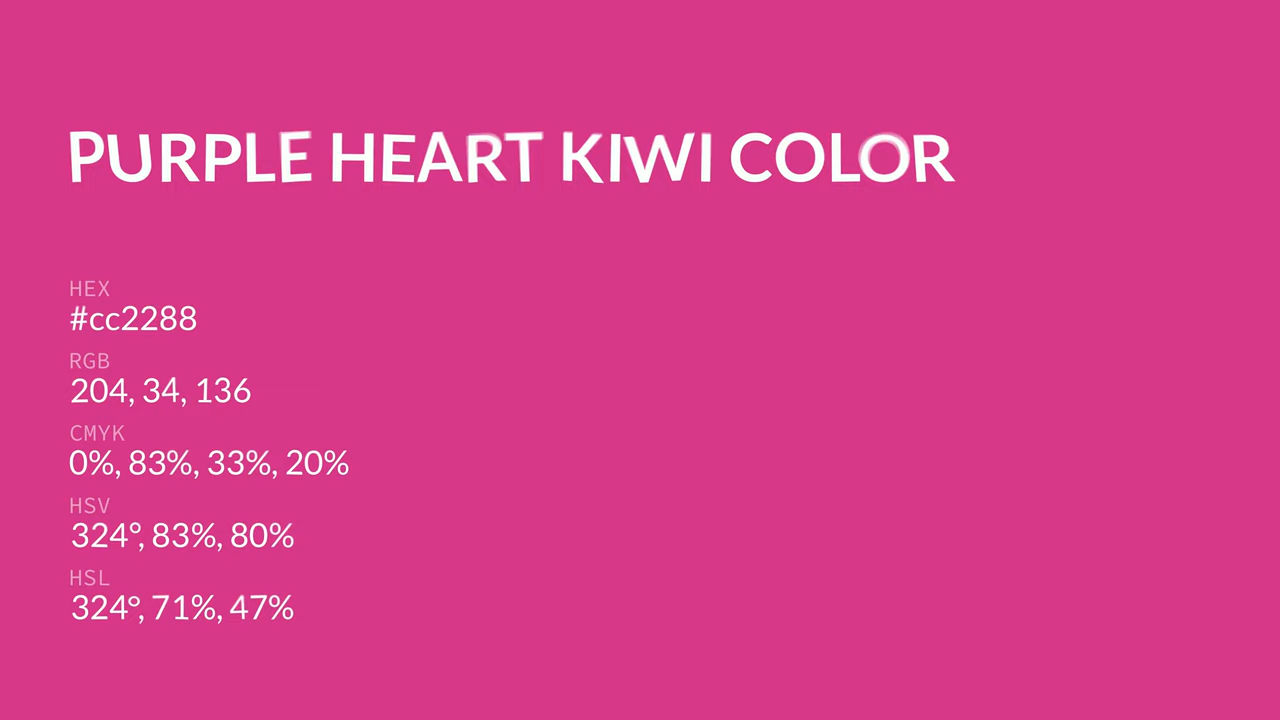 PURPLE HEART KIWI COLOR
HEX
#cc2288
RGB
204, 34, 136
CMYK
0%, 83%, 33%, 20%
HSV
324°, 83%, 80%
HSL
324°, 71%, 47%